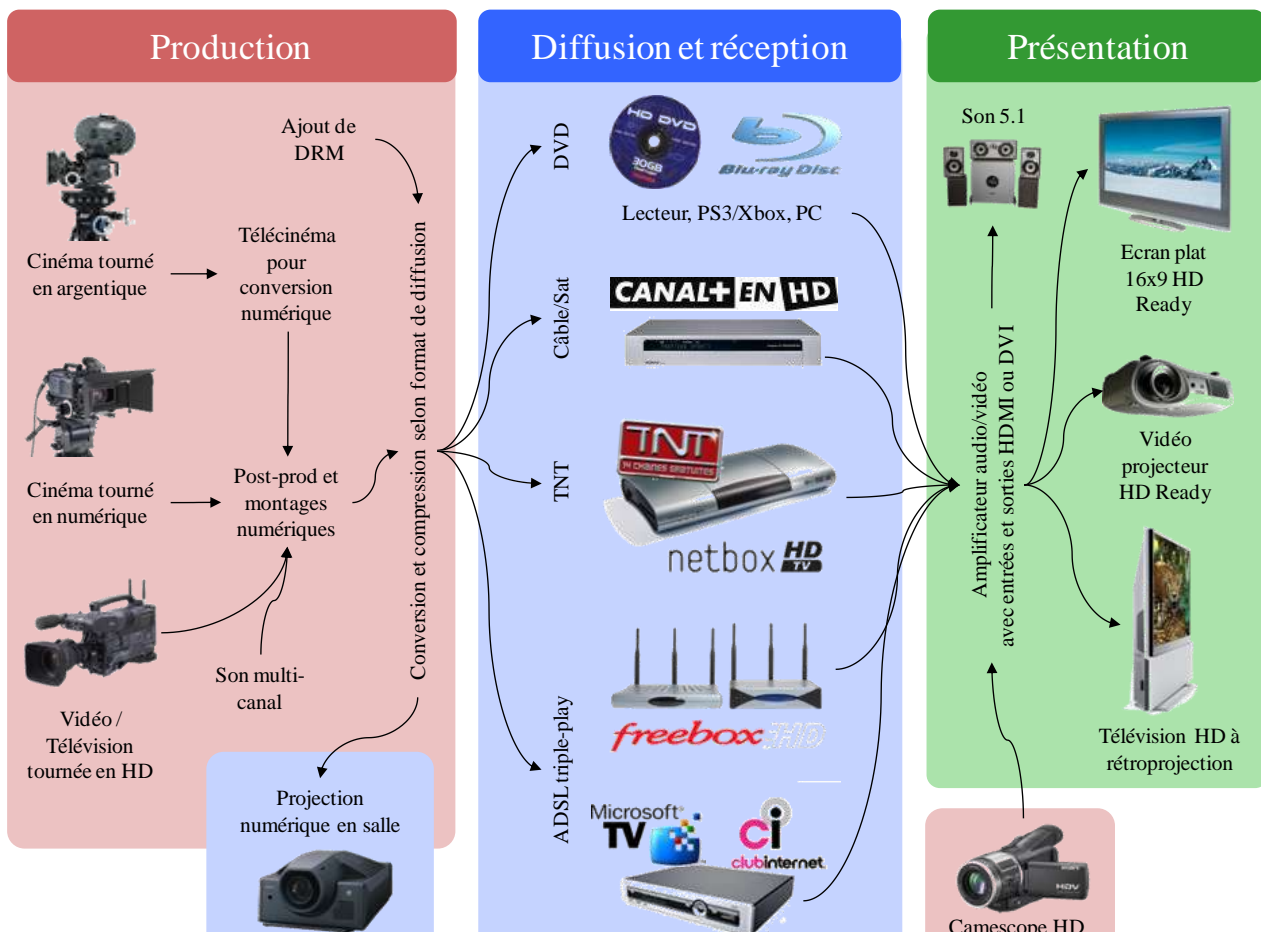 Production
Ajout de
DRM
Cinéma tourné
en argentique
Télécinéma
pour
conversion
numérique
Cinéma tourné
en numérique
Post-prod et
montages
numériques
Vidéo /
Télévision
tournée en HD
Son multi-
canal
Conversion et compression selon format de diffusion
Projection
numérique en salle
Diffusion et réception
DVD
HD DVD
30GB
Blu-ray Disc
Lecteur, PS3/Xbox, PC
Câble/Sat
CANAL+ EN HD
TNT
TNT
14 CHAINES GRATUITES
netbox HD
TV
ADSL triple-play
freebox HD
Microsoft
TV
ci
clubinternet
Présentation
Son 5.1
Ecran plat
16x9 HD
Ready
Amplificateur audio/vidéo
avec entrées et sorties HDMI ou DVI
Vidéo
projecteur
HD Ready
Télévision HD à
rétroprojection
SONY
HDV
Camescope HD